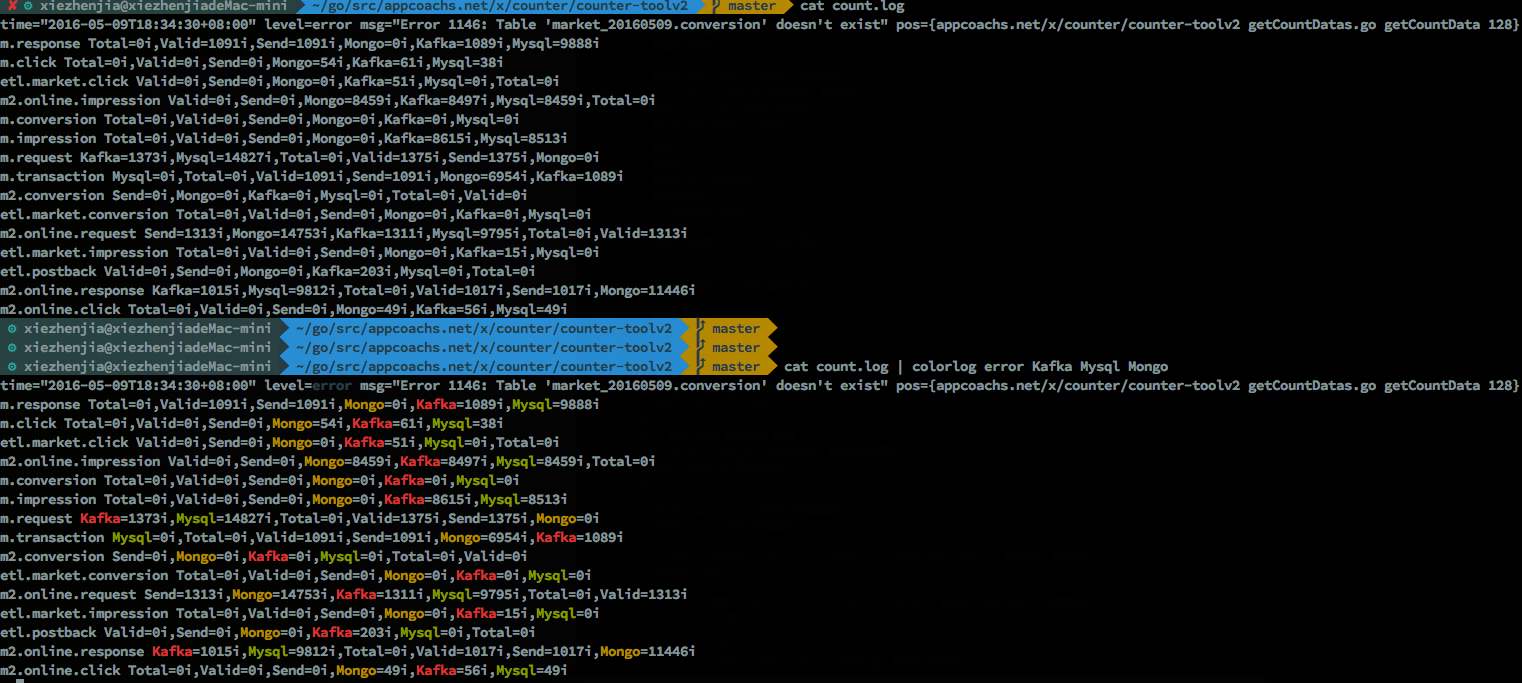 ✘ ⚙ xiezhenjia@xiezhenjiadeMac-mini ~/go/src/appcoachs.net/x/counter/counter-toolv2 master cat count.log
time="2016-05-09T18:34:30+08:00" level=error msg="Error 1146: Table 'market_20160509.conversion' doesn't exist" pos={appcoachs.net/x/counter/counter-toolv2 getCountDatas.go getCountData 128}
m.response Total=0i,Valid=1091i,Send=1091i,Mongo=0i,Kafka=1089i,Mysql=9888i
m.click Total=0i,Valid=0i,Send=0i,Mongo=54i,Kafka=61i,Mysql=38i
etl.market.click Valid=0i,Send=0i,Mongo=0i,Kafka=51i,Mysql=0i,Total=0i
m2.online.impression Valid=0i,Send=0i,Mongo=8459i,Kafka=8497i,Mysql=8459i,Total=0i
m.conversion Total=0i,Valid=0i,Send=0i,Mongo=0i,Kafka=0i,Mysql=0i
m.impression Total=0i,Valid=0i,Send=0i,Mongo=0i,Kafka=8615i,Mysql=8513i
m.request Kafka=1373i,Mysql=14827i,Total=0i,Valid=1375i,Send=1375i,Mongo=0i
m.transaction Mysql=0i,Total=0i,Valid=1091i,Send=1091i,Mongo=6954i,Kafka=1089i
m2.conversion Send=0i,Mongo=0i,Kafka=0i,Mysql=0i,Total=0i,Valid=0i
etl.market.conversion Total=0i,Valid=0i,Send=0i,Mongo=0i,Kafka=0i,Mysql=0i
m2.online.request Send=1313i,Mongo=14753i,Kafka=1311i,Mysql=9795i,Total=0i,Valid=1313i
etl.market.impression Total=0i,Valid=0i,Send=0i,Mongo=0i,Kafka=15i,Mysql=0i
etl.postback Valid=0i,Send=0i,Mongo=0i,Kafka=203i,Mysql=0i,Total=0i
m2.online.response Kafka=1015i,Mysql=9812i,Total=0i,Valid=1017i,Send=1017i,Mongo=11446i
m2.online.click Total=0i,Valid=0i,Send=0i,Mongo=49i,Kafka=56i,Mysql=49i
⚙ xiezhenjia@xiezhenjiadeMac-mini ~/go/src/appcoachs.net/x/counter/counter-toolv2 master
⚙ xiezhenjia@xiezhenjiadeMac-mini ~/go/src/appcoachs.net/x/counter/counter-toolv2 master
⚙ xiezhenjia@xiezhenjiadeMac-mini ~/go/src/appcoachs.net/x/counter/counter-toolv2 master cat count.log | colorlog error Kafka Mysql Mongo
time="2016-05-09T18:34:30+08:00" level=error msg="Error 1146: Table 'market_20160509.conversion' doesn't exist" pos={appcoachs.net/x/counter/counter-toolv2 getCountDatas.go getCountData 128}
m.response Total=0i,Valid=1091i,Send=1091i,Mongo=0i,Kafka=1089i,Mysql=9888i
m.click Total=0i,Valid=0i,Send=0i,Mongo=54i,Kafka=61i,Mysql=38i
etl.market.click Valid=0i,Send=0i,Mongo=0i,Kafka=51i,Mysql=0i,Total=0i
m2.online.impression Valid=0i,Send=0i,Mongo=8459i,Kafka=8497i,Mysql=8459i,Total=0i
m.conversion Total=0i,Valid=0i,Send=0i,Mongo=0i,Kafka=0i,Mysql=0i
m.impression Total=0i,Valid=0i,Send=0i,Mongo=0i,Kafka=8615i,Mysql=8513i
m.request Kafka=1373i,Mysql=14827i,Total=0i,Valid=1375i,Send=1375i,Mongo=0i
m.transaction Mysql=0i,Total=0i,Valid=1091i,Send=1091i,Mongo=6954i,Kafka=1089i
m2.conversion Send=0i,Mongo=0i,Kafka=0i,Mysql=0i,Total=0i,Valid=0i
etl.market.conversion Total=0i,Valid=0i,Send=0i,Mongo=0i,Kafka=0i,Mysql=0i
m2.online.request Send=1313i,Mongo=14753i,Kafka=1311i,Mysql=9795i,Total=0i,Valid=1313i
etl.market.impression Total=0i,Valid=0i,Send=0i,Mongo=0i,Kafka=15i,Mysql=0i
etl.postback Valid=0i,Send=0i,Mongo=0i,Kafka=203i,Mysql=0i,Total=0i
m2.online.response Kafka=1015i,Mysql=9812i,Total=0i,Valid=1017i,Send=1017i,Mongo=11446i
m2.online.click Total=0i,Valid=0i,Send=0i,Mongo=49i,Kafka=56i,Mysql=49i